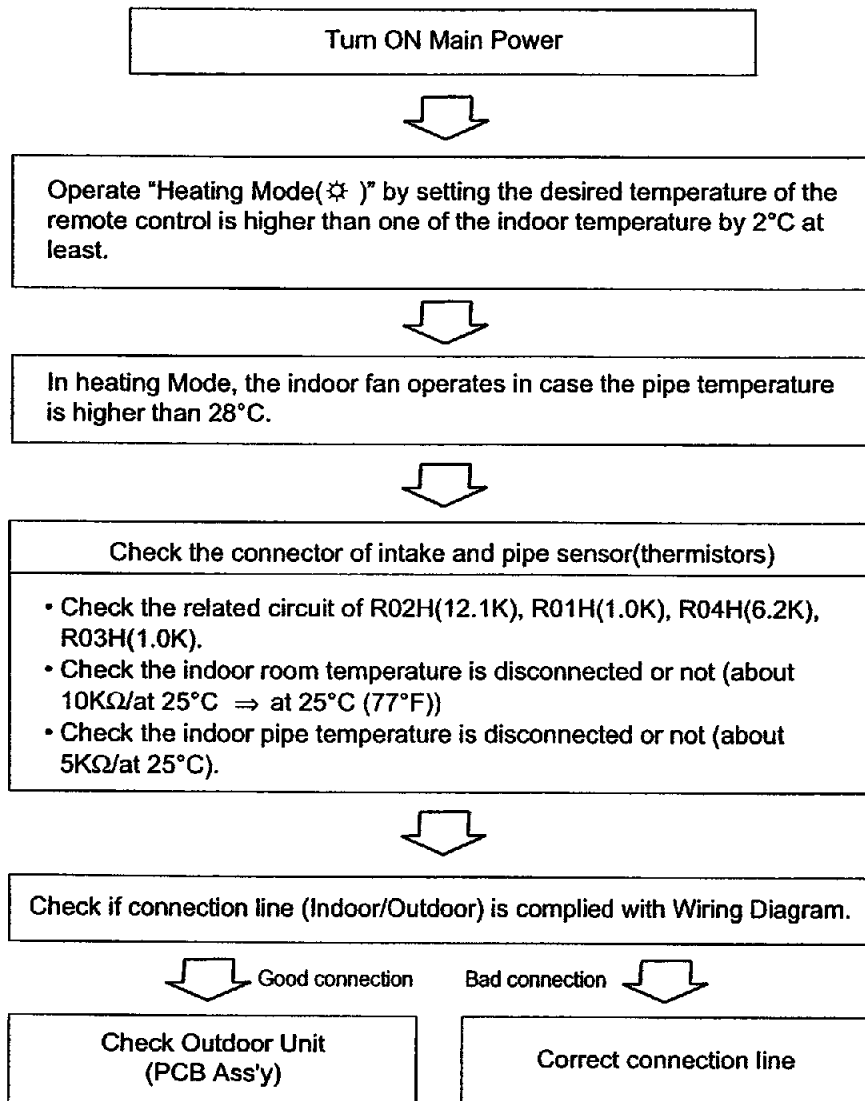 Turn ON Main Power
Operate "Heating Mode(☼ )" by setting the desired temperature of the
remote control is higher than one of the indoor temperature by 2°C at
least.
In heating Mode, the indoor fan operates in case the pipe temperature
is higher than 28°C.
Check the connector of intake and pipe sensor(thermistors)
• Check the related circuit of R02H(12.1K), R01H(1.0K), R04H(6.2K),
R03H(1.0K).
• Check the indoor room temperature is disconnected or not (about
10KΩ/at 25°C ⇒ at 25°C (77°F))
• Check the indoor pipe temperature is disconnected or not (about
5KΩ/at 25°C).
Check if connection line (Indoor/Outdoor) is complied with Wiring Diagram.
Good connection
Bad connection
Check Outdoor Unit
(PCB Ass'y)
Correct connection line